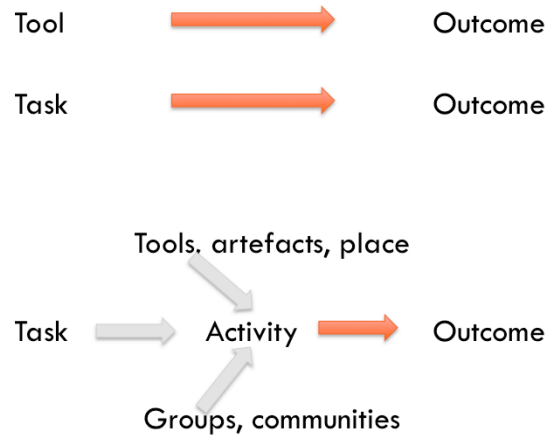 Tool Outcome
Task Outcome
Tools. artefacts, place
Task Activity Outcome
Groups, communities